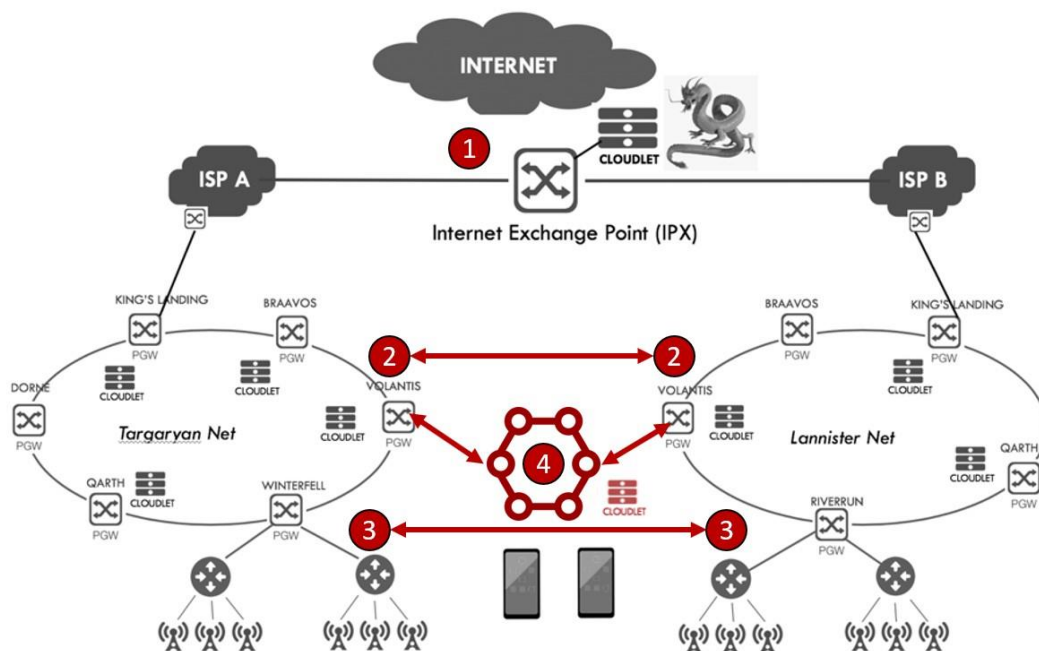 INTERNET
1
CLOUDLET
ISP A
ISP B
Internet Exchange Point (IPX)
KING'S LANDING
BRAAVOS
BRAAVOS
KING'S LANDING
PGW
PGW
2
2
PGW
PGW
CLOUDLET
CLOUDLET
CLOUDLET
DORNE
VOLANTIS
VOLANTIS
PGW
Targaryan Net
CLOUDLET
PGW
4
PGW
CLOUDLET
Lannister Net
QARTH
CLOUDLET
PGW
QARTH
CLOUDLET
WINTERFELL
CLOUDLET
RIVERRUN
PGW
PGW
3
3
PGW